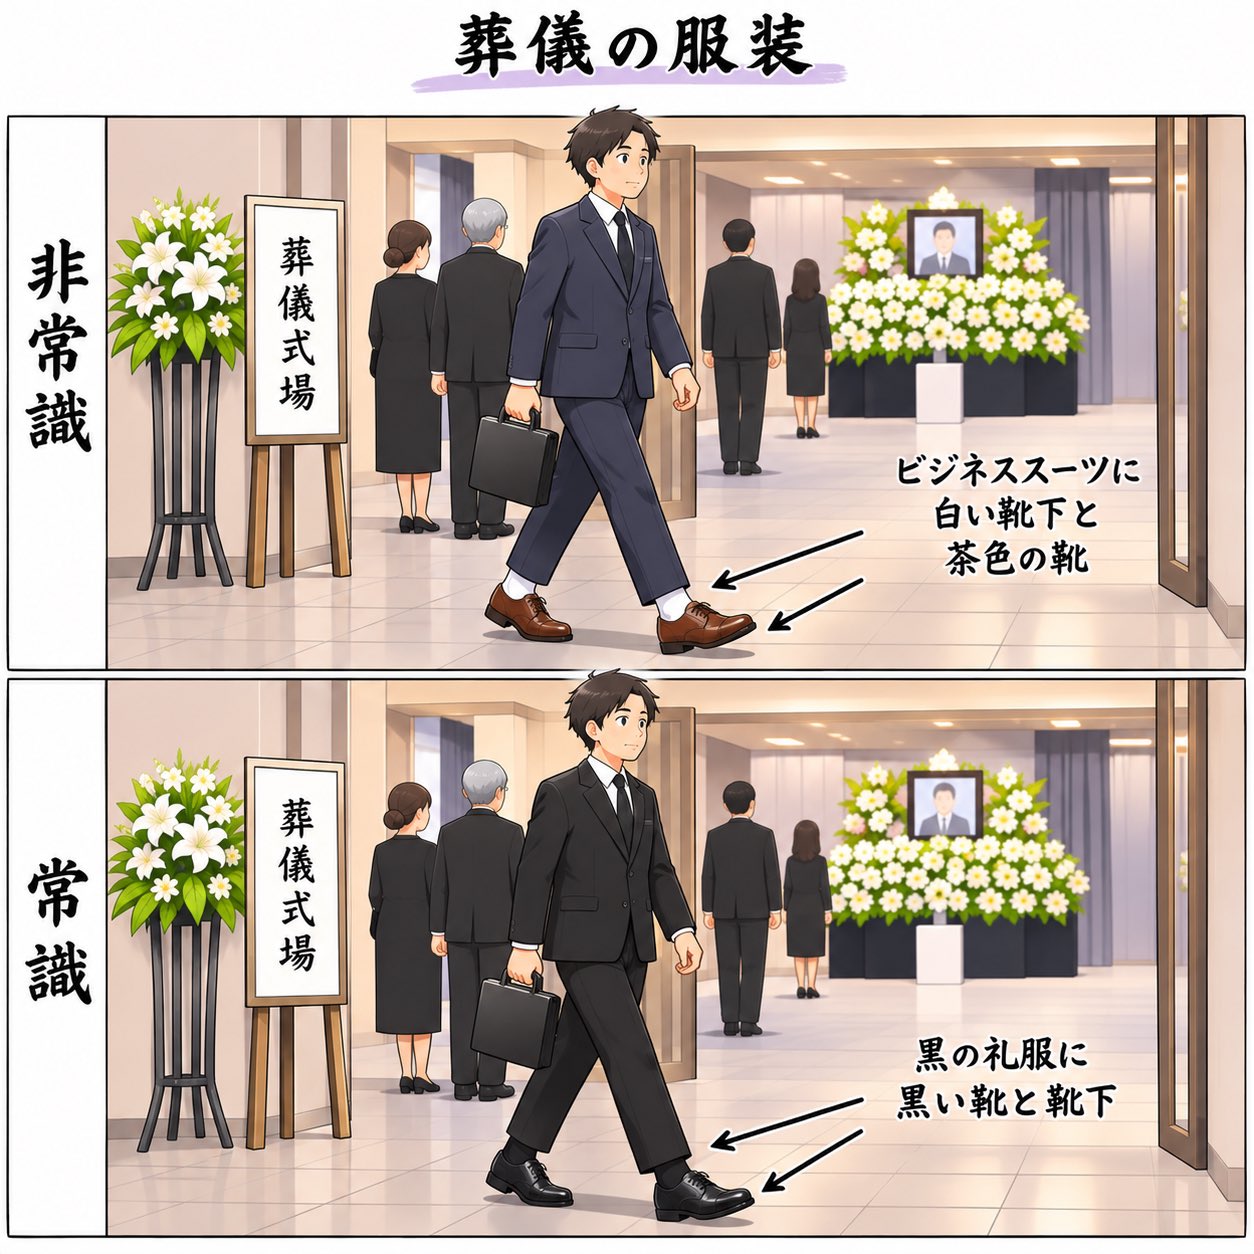 葬儀の服装
非常識
葬儀式場
ビジネススーツに
白い靴下と
茶色の靴
常識
葬儀式場
黒の礼服に
黒い靴と靴下